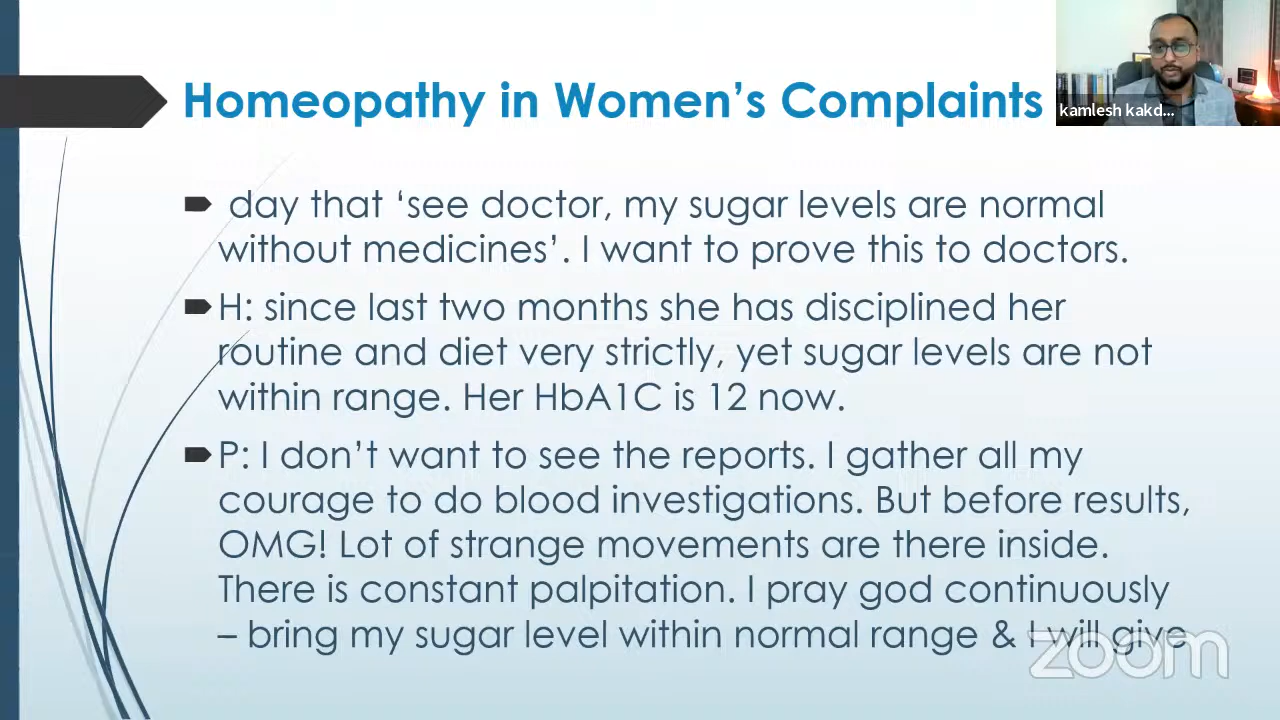 Homeopathy in Women’s Complaints
kamlesh kakd...
day that ‘see doctor, my sugar levels are normal
without medicines’. I want to prove this to doctors.
H: since last two months she has disciplined her
routine and diet very strictly, yet sugar levels are not
within range. Her HbA1C is 12 now.
P: I don’t want to see the reports. I gather all my
courage to do blood investigations. But before results,
OMG! Lot of strange movements are there inside.
There is constant palpitation. I pray god continuously
– bring my sugar level within normal range & I will give
zoom